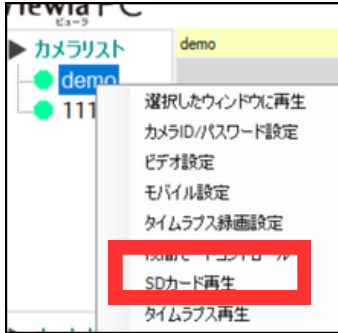 ビューラ
カメラリスト
demo
demo
111
選択したウィンドウに再生
カメラID/パスワード設定
ビデオ設定
モバイル設定
タイムラプス録画設定
SDカード再生
タイムラプス再生